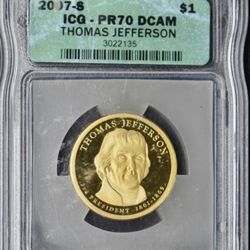 2007-S $1
ICG - PR70 DCAM
THOMAS JEFFERSON
3022135
THOMAS JEFFERSON
3rd PRESIDENT 1801-1809